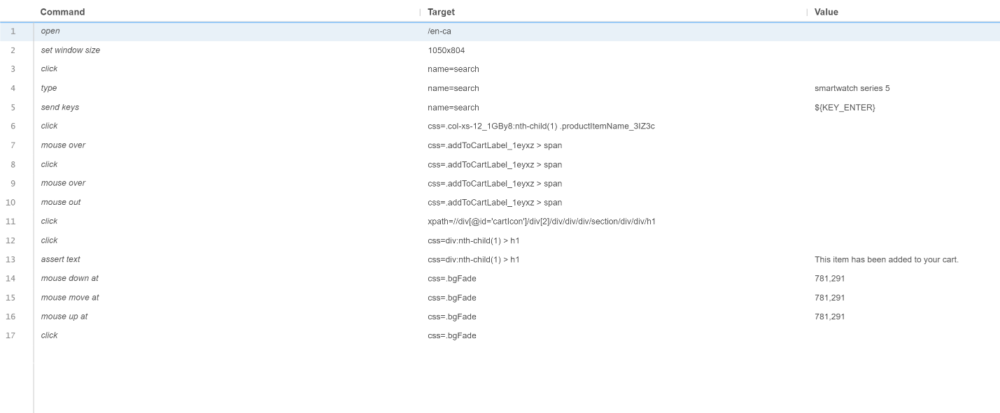 Command Target Value
1 open /en-ca
2 set window size 1050x804
3 click name=search
4 type name=search smartwatch series 5
5 send keys name=search ${KEY_ENTER}
6 click css=.col-xs-12_1GBy8:nth-child(1) .productItemName_3IZ3c
7 mouse over css=.addToCartLabel_1eyxz > span
8 click css=.addToCartLabel_1eyxz > span
9 mouse over css=.addToCartLabel_1eyxz > span
10 mouse out css=.addToCartLabel_1eyxz > span
11 click xpath=//div[@id='cartIcon']/div[2]/div/div/div/section/div/div/h1
12 click css=div:nth-child(1) > h1
13 assert text css=div:nth-child(1) > h1 This item has been added to your cart.
14 mouse down at css=.bgFade 781,291
15 mouse move at css=.bgFade 781,291
16 mouse up at css=.bgFade 781,291
17 click css=.bgFade